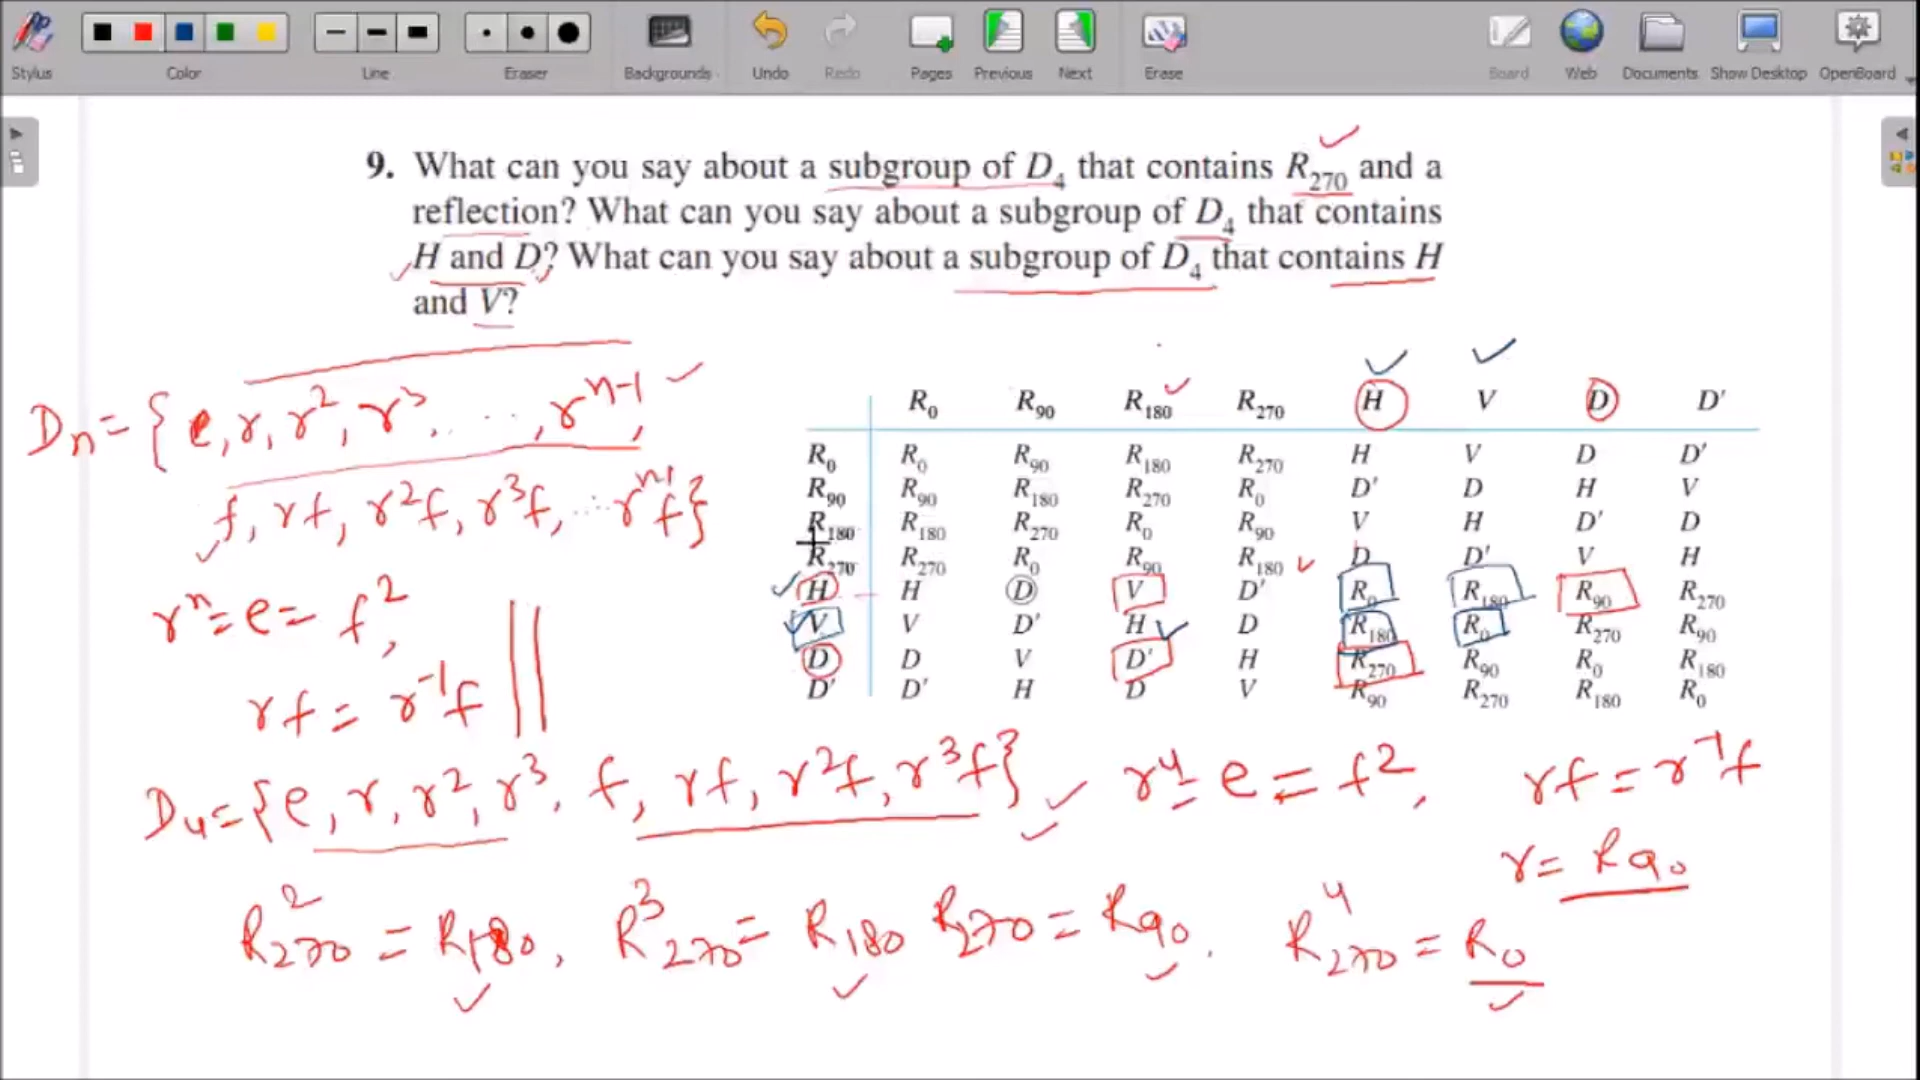 Stylus Color Line Eraser Backgrounds Undo Redo Pages Previous Next Erase Board Web Documents Show Desktop OpenBoard
9. What can you say about a subgroup of D₄ that contains R₂₇₀ and a
reflection? What can you say about a subgroup of D₄ that contains
H and D? What can you say about a subgroup of D₄ that contains H
and V?
Dn = {e, r, r², r³, ..., rⁿ⁻¹,
f, rf, r²f, r³f, ... rⁿ⁻¹f}
rⁿ = e = f²,
rf = r⁻¹f
R₀ R₉₀ R₁₈₀ R₂₇₀ H V D D'
R₀ R₀ R₉₀ R₁₈₀ R₂₇₀ H V D D'
R₉₀ R₉₀ R₁₈₀ R₂₇₀ R₀ D' D H V
R₁₈₀ R₁₈₀ R₂₇₀ R₀ R₉₀ V H D' D
R₂₇₀ R₂₇₀ R₀ R₉₀ R₁₈₀ D D' V H
H H D V D' R₀ R₁₈₀ R₉₀ R₂₇₀
V V D' H D R₁₈₀ R₀ R₂₇₀ R₉₀
D D V D' H R₂₇₀ R₉₀ R₀ R₁₈₀
D' D' H D V R₉₀ R₂₇₀ R₁₈₀ R₀
D₄ = {e, r, r², r³, f, rf, r²f, r³f} r⁴ = e = f², rf = r⁻¹f
r = R₉₀
R²₂₇₀ = R₁₈₀, R³₂₇₀ = R₁₈₀ R₂₇₀ = R₉₀. R⁴₂₇₀ = R₀